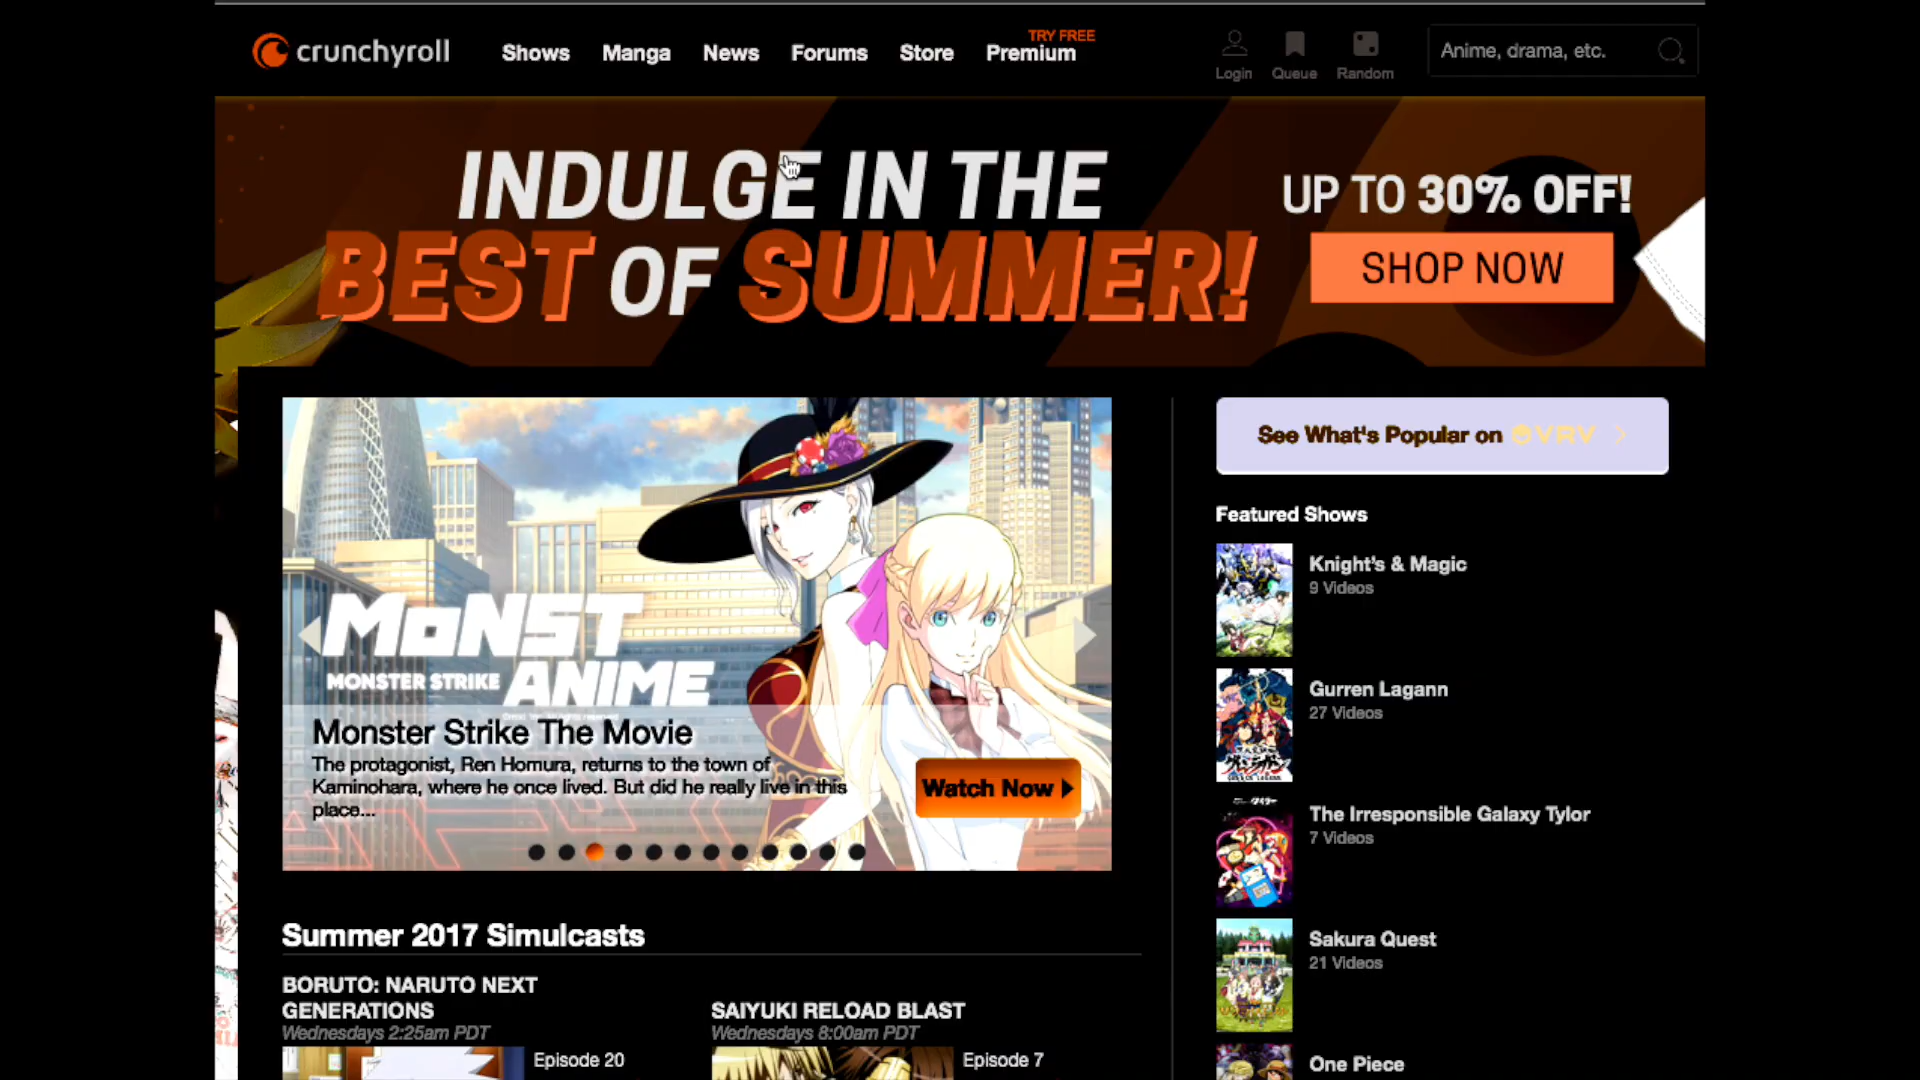 crunchyroll
Shows
Manga
News
Forums
Store
TRY FREE
Premium
Login
Queue
Random
Anime, drama, etc.
INDULGE IN THE
BEST OF SUMMER!
UP TO 30% OFF!
SHOP NOW
MONST
MONSTER STRIKE ANIME
Monster Strike The Movie
The protagonist, Ren Homura, returns to the town of
Kaminohara, where he once lived. But did he really live in this
place...
Watch Now
See What's Popular on VRV
Featured Shows
Knight's & Magic
9 Videos
Gurren Lagann
27 Videos
The Irresponsible Galaxy Tylor
7 Videos
Sakura Quest
21 Videos
One Piece
Summer 2017 Simulcasts
BORUTO: NARUTO NEXT
GENERATIONS
Wednesdays 2:25am PDT
Episode 20
SAIYUKI RELOAD BLAST
Wednesdays 8:00am PDT
Episode 7